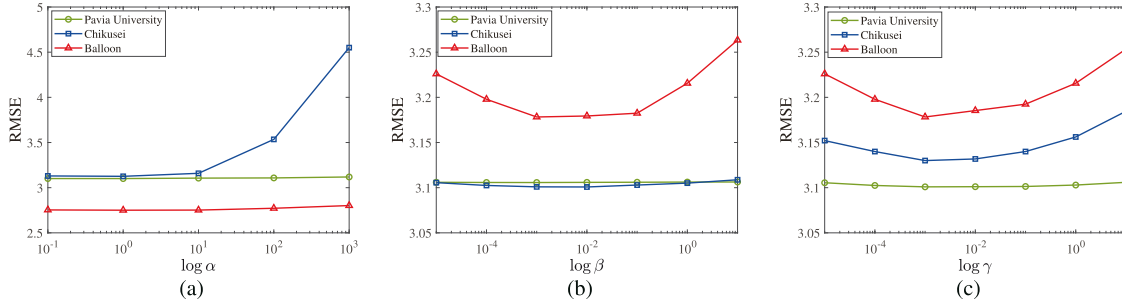 5
4.5
4
3.5
3
2.5
RMSE
Pavia University
Chikusei
Balloon
10^-1
10^0
10^1
10^2
10^3
log α
(a)
3.3
3.25
3.2
3.15
3.1
3.05
RMSE
Pavia University
Chikusei
Balloon
10^-4
10^-2
10^0
log β
(b)
3.3
3.25
3.2
3.15
3.1
3.05
RMSE
Pavia University
Chikusei
Balloon
10^-4
10^-2
10^0
log γ
(c)